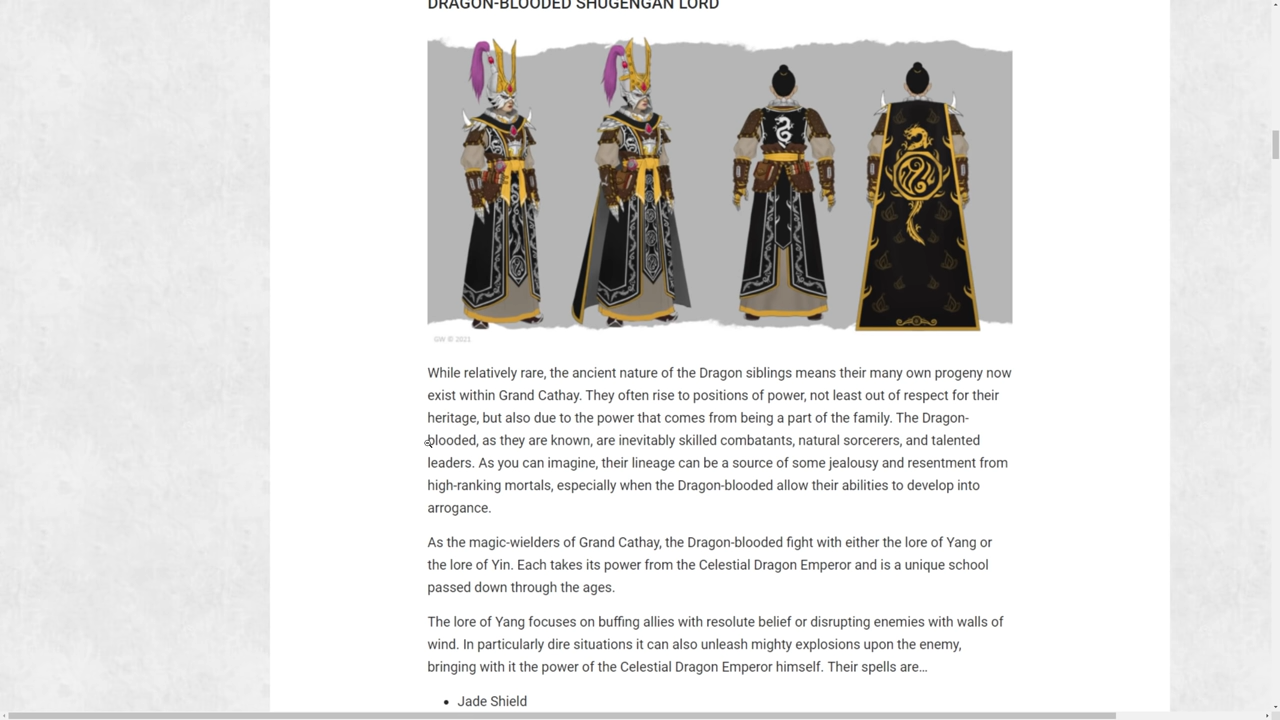 DRAGON-BLOODED SHUGENGAN LORD
GW © 2021
While relatively rare, the ancient nature of the Dragon siblings means their many own progeny now
exist within Grand Cathay. They often rise to positions of power, not least out of respect for their
heritage, but also due to the power that comes from being a part of the family. The Dragon-
blooded, as they are known, are inevitably skilled combatants, natural sorcerers, and talented
leaders. As you can imagine, their lineage can be a source of some jealousy and resentment from
high-ranking mortals, especially when the Dragon-blooded allow their abilities to develop into
arrogance.
As the magic-wielders of Grand Cathay, the Dragon-blooded fight with either the lore of Yang or
the lore of Yin. Each takes its power from the Celestial Dragon Emperor and is a unique school
passed down through the ages.
The lore of Yang focuses on buffing allies with resolute belief or disrupting enemies with walls of
wind. In particularly dire situations it can also unleash mighty explosions upon the enemy,
bringing with it the power of the Celestial Dragon Emperor himself. Their spells are…
• Jade Shield